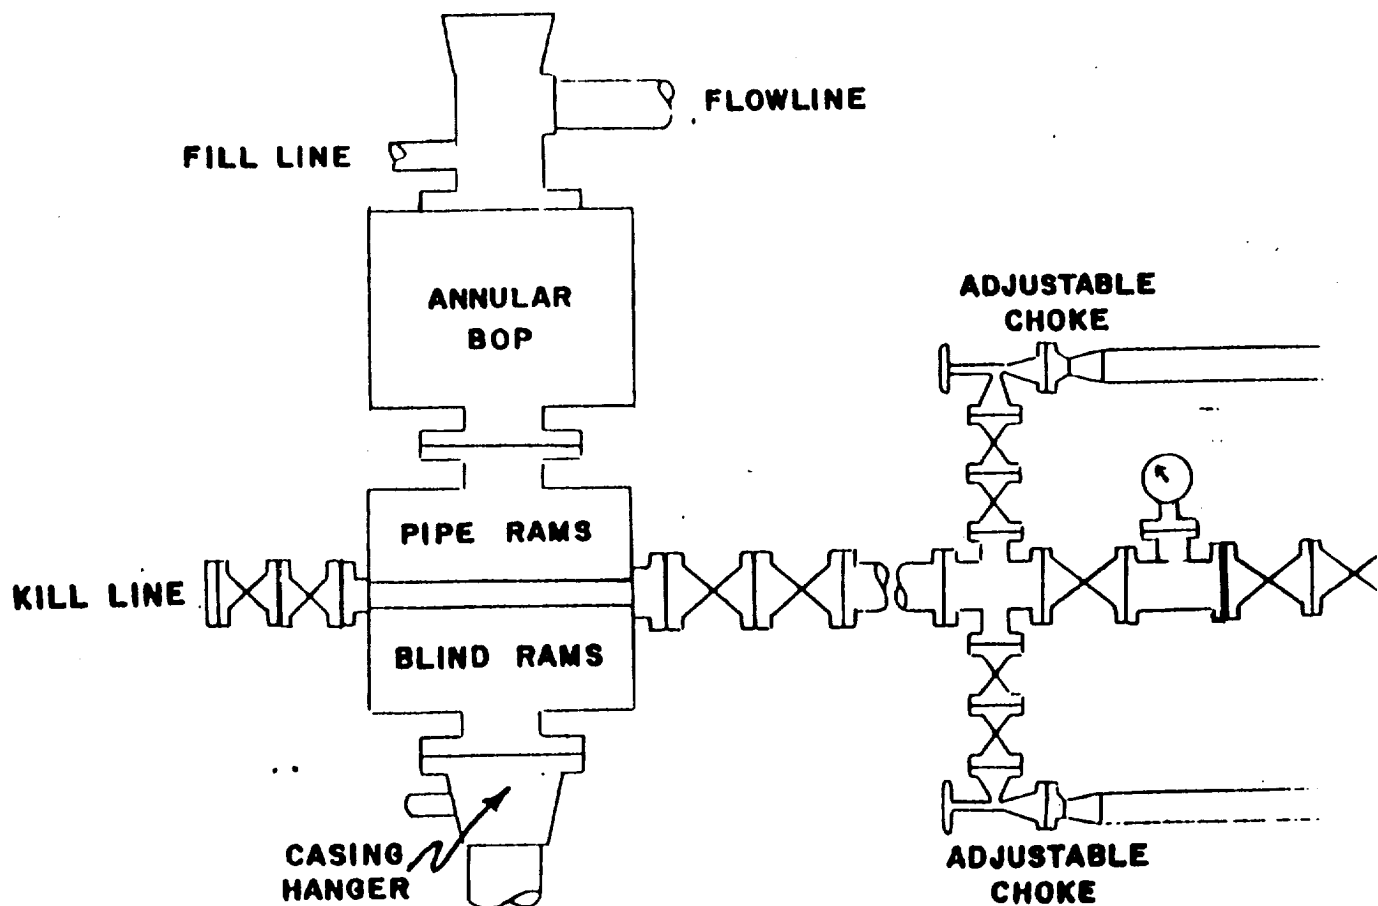 FLOWLINE
FILL LINE
ANNULAR
BOP
ADJUSTABLE
CHOKE
PIPE RAMS
KILL LINE
BLIND RAMS
CASING
HANGER
ADJUSTABLE
CHOKE